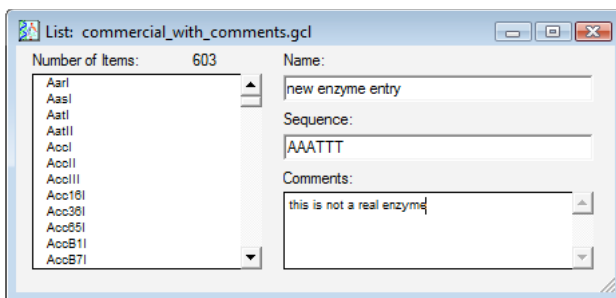 List: commercial_with_comments.gcl
Number of Items: 603
AarI
AasI
AatI
AatII
AccI
AccII
AccIII
Acc16I
Acc36I
Acc65I
AccB1I
AccB7I
Name:
new enzyme entry
Sequence:
AAATTT
Comments:
this is not a real enzyme